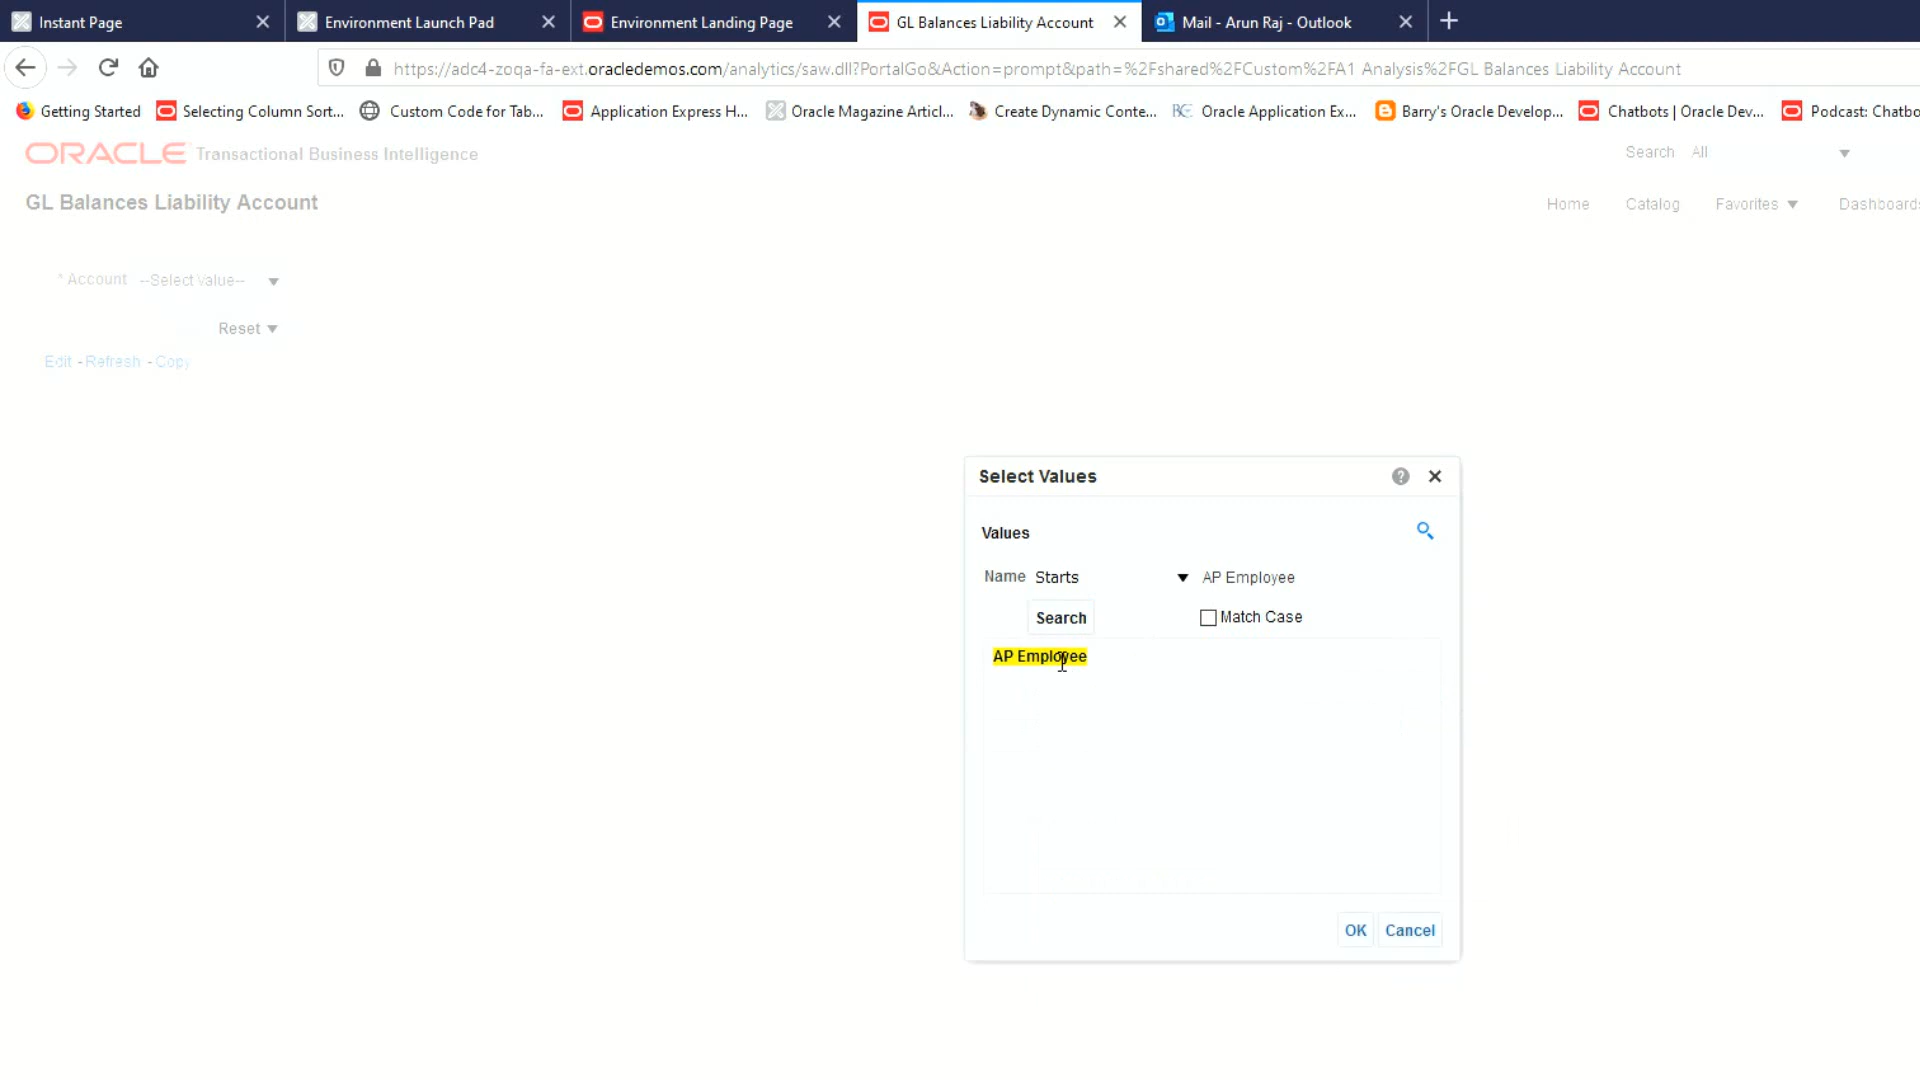 Instant Page
Environment Launch Pad
Environment Landing Page
GL Balances Liability Account
Mail - Arun Raj - Outlook
https://adc4-zoqa-fa-ext.oracledemos.com/analytics/saw.dll?PortalGo&Action=prompt&path=%2Fshared%2FCustom%2FA1 Analysis%2FGL Balances Liability Account
Getting Started
Selecting Column Sort...
Custom Code for Tab...
Application Express H...
Oracle Magazine Articl...
Create Dynamic Conte...
Oracle Application Ex...
Barry's Oracle Develop...
Chatbots | Oracle Dev...
Podcast: Chatbo
ORACLE Transactional Business Intelligence
Search All
GL Balances Liability Account
Home Catalog Favorites Dashboards
* Account --Select Value--
Reset
Edit - Refresh - Copy
Select Values
Values
Name Starts AP Employee
Search Match Case
AP Employee
OK Cancel